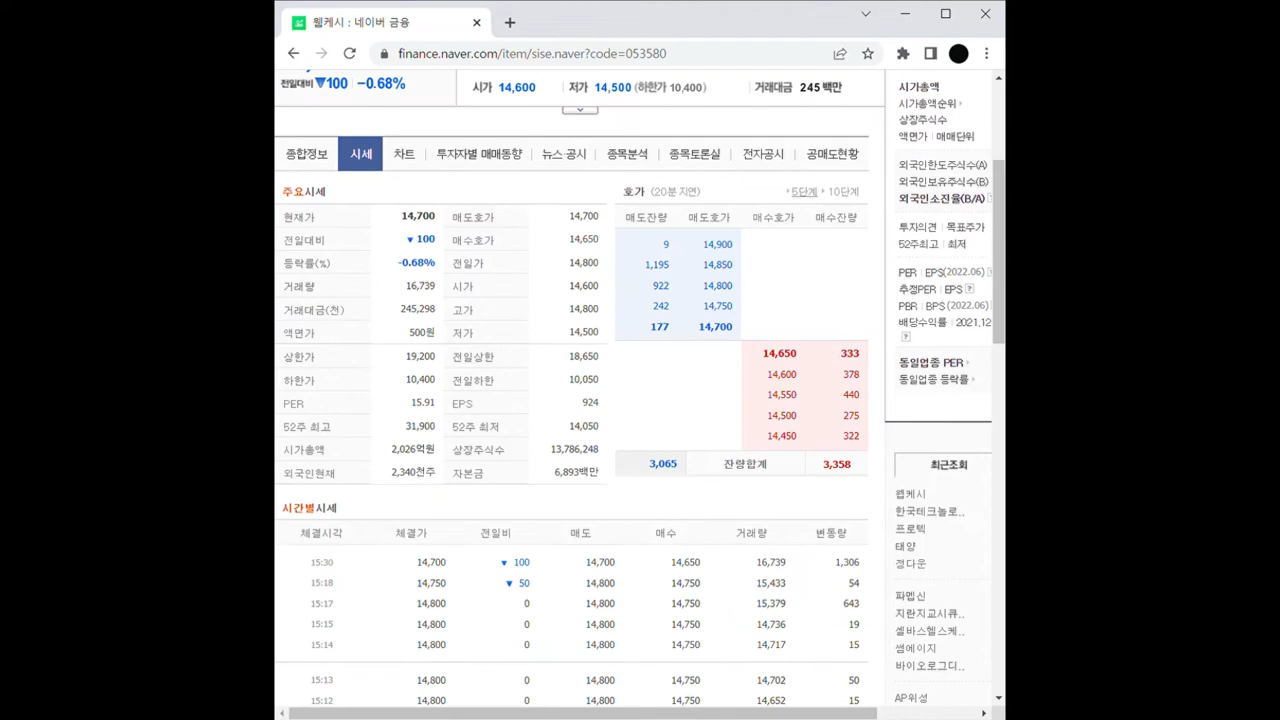 웹케시 : 네이버 금융
finance.naver.com/item/sise.naver?code=053580
전일대비 ▼100 -0.68%
시가 14,600 저가 14,500 (하한가 10,400) 거래대금 245 백만
종합정보 시세 차트 투자자별 매매동향 뉴스·공시 종목분석 종목토론실 전자공시 공매도현황
주요시세
현재가 14,700 매도호가 14,700
전일대비 ▼ 100 매수호가 14,650
등락률(%) -0.68% 전일가 14,800
거래량 16,739 시가 14,600
거래대금(천) 245,298 고가 14,800
액면가 500원 저가 14,500
상한가 19,200 전일상한 18,650
하한가 10,400 전일하한 10,050
PER 15.91 EPS 924
52주 최고 31,900 52주 최저 14,050
시가총액 2,026억원 상장주식수 13,786,248
외국인현재 2,340천주 자본금 6,893백만
호가 (20분 지연) 5단계 10단계
매도잔량 매도호가 매수호가 매수잔량
9 14,900
1,195 14,850
922 14,800
242 14,750
177 14,700
14,650 333
14,600 378
14,550 440
14,500 275
14,450 322
3,065 잔량합계 3,358
시간별시세
체결시각 체결가 전일비 매도 매수 거래량 변동량
15:30 14,700 ▼ 100 14,700 14,650 16,739 1,306
15:18 14,750 ▼ 50 14,800 14,750 15,433 54
15:17 14,800 0 14,800 14,750 15,379 643
15:15 14,800 0 14,800 14,750 14,736 19
15:14 14,800 0 14,800 14,750 14,717 15
15:13 14,800 0 14,800 14,750 14,702 50
15:12 14,800 0 14,800 14,750 14,652 15
시가총액
시가총액순위
상장주식수
액면가 매매단위
외국인한도주식수(A)
외국인보유주식수(B)
외국인소진율(B/A) ?
투자의견 목표주가
52주최고 최저
PER EPS(2022.06) ?
추정PER EPS ?
PBR BPS (2022.06)
배당수익률 2021.12
?
동일업종 PER
동일업종 등락률
최근조회
웹케시
한국테크놀로..
프로텍
태양
정다운
파멥신
지란지교시큐..
셀바스헬스케..
쌤에이지
바이오로그디..
AP위성